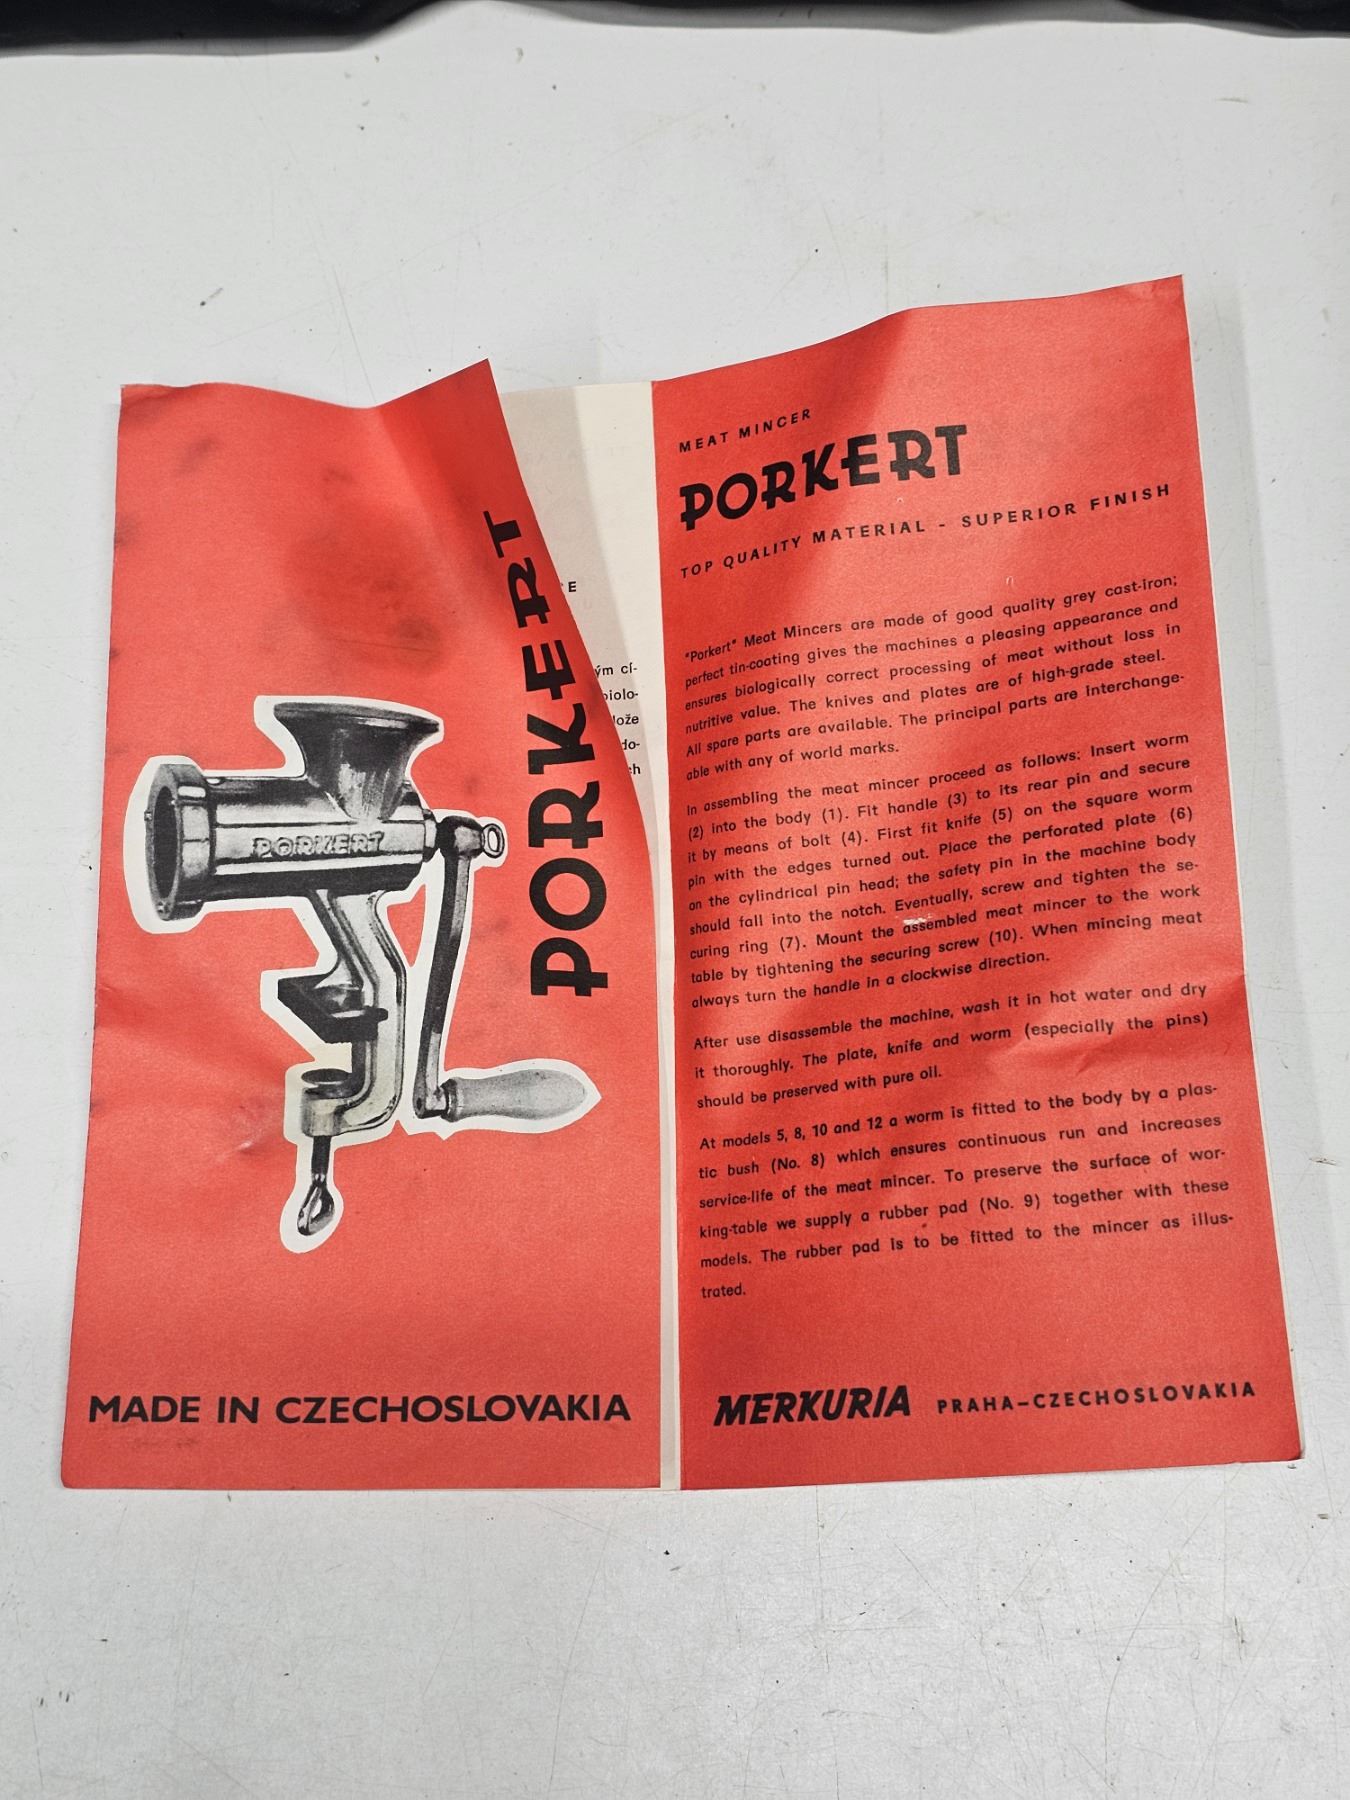 PORKERT
PORKERT
MADE IN CZECHOSLOVAKIA
CE
ým cí-
biolo-
lože
do-
ch
MEAT MINCER
PORKERT
TOP QUALITY MATERIAL - SUPERIOR FINISH
"Porkert" Meat Mincers are made of good quality grey cast-iron;
perfect tin-coating gives the machines a pleasing appearance and
ensures biologically correct processing of meat without loss in
nutritive value. The knives and plates are of high-grade steel.
All spare parts are available. The principal parts are interchange-
able with any of world marks.
In assembling the meat mincer proceed as follows: Insert worm
(2) into the body (1). Fit handle (3) to its rear pin and secure
it by means of bolt (4). First fit knife (5) on the square worm
pin with the edges turned out. Place the perforated plate (6)
on the cylindrical pin head; the safety pin in the machine body
should fall into the notch. Eventually, screw and tighten the se-
curing ring (7). Mount the assembled meat mincer to the work
table by tightening the securing screw (10). When mincing meat
always turn the handle in a clockwise direction.
After use disassemble the machine, wash it in hot water and dry
it thoroughly. The plate, knife and worm (especially the pins)
should be preserved with pure oil.
At models 5, 8, 10 and 12 a worm is fitted to the body by a plas-
tic bush (No. 8) which ensures continuous run and increases
service-life of the meat mincer. To preserve the surface of wor-
king-table we supply a rubber pad (No. 9) together with these
models. The rubber pad is to be fitted to the mincer as illus-
trated.
MERKURIA PRAHA-CZECHOSLOVAKIA